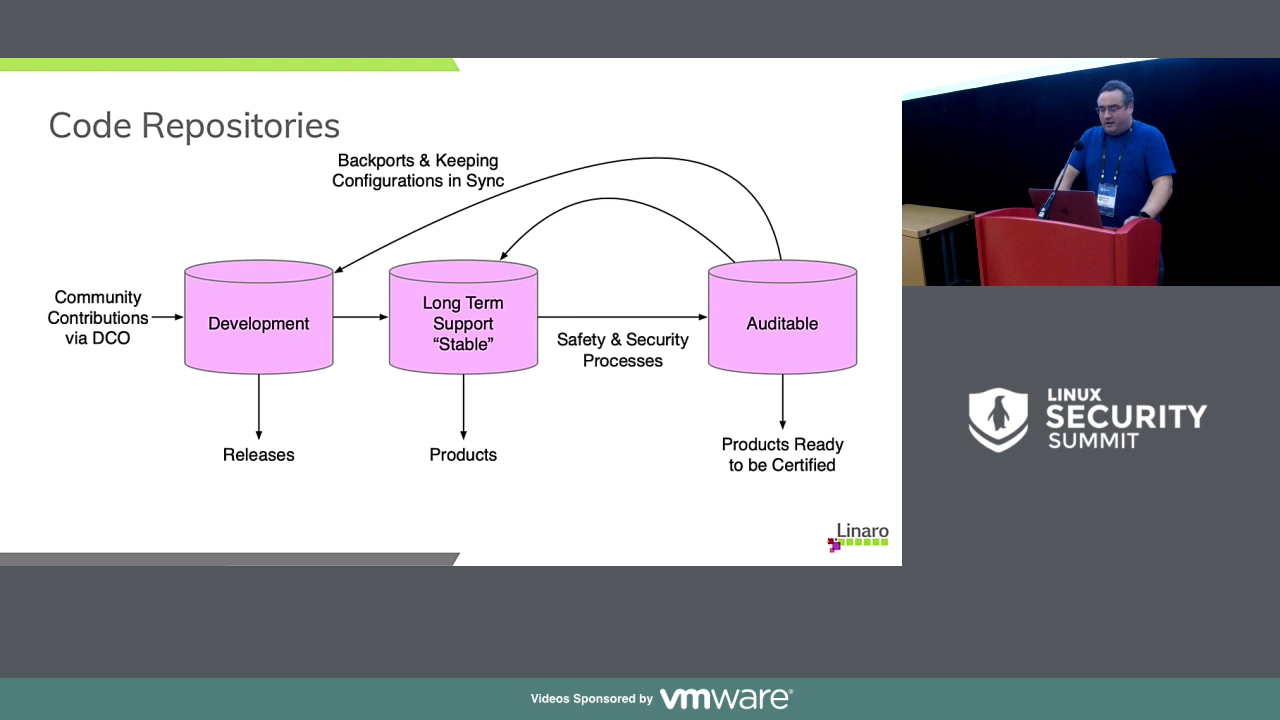 Code Repositories
Backports & Keeping
Configurations in Sync
Community
Contributions
via DCO
Development
Long Term
Support
“Stable”
Safety & Security
Processes
Auditable
Releases
Products
Products Ready
to be Certified
Linaro
LINUX
SECURITY
SUMMIT
Videos Sponsored by vmware®